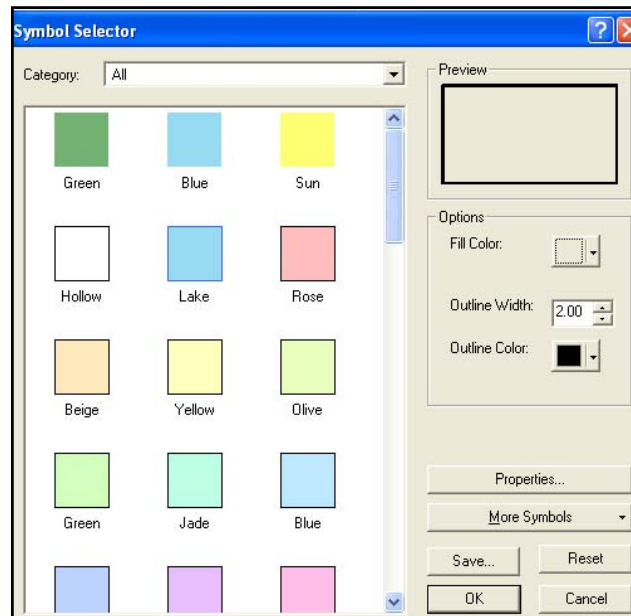 Symbol Selector
Category: All
Green Blue Sun
Hollow Lake Rose
Beige Yellow Olive
Green Jade Blue
Preview
Options
Fill Color:
Outline Width: 2.00
Outline Color:
Properties...
More Symbols
Save... Reset
OK Cancel